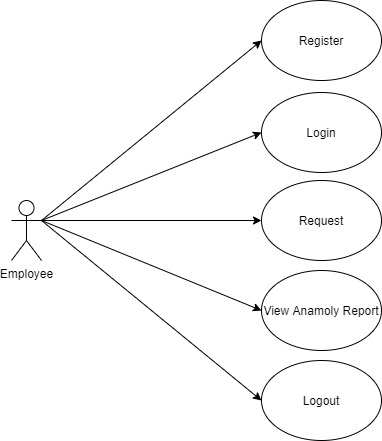 Register
Login
Request
Employee
View Anamoly Report
Logout